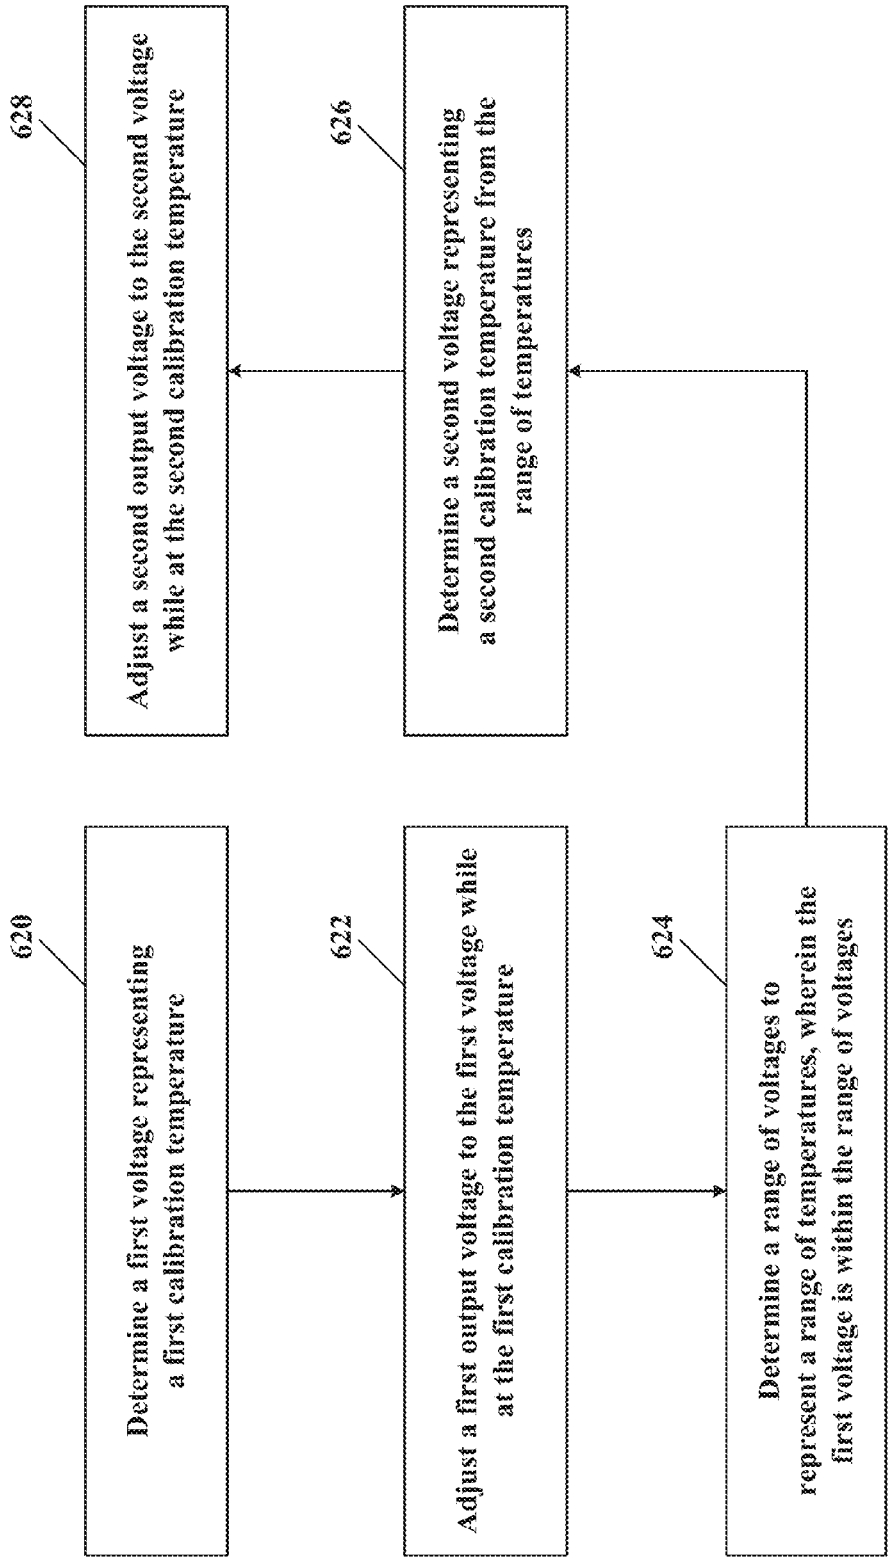 620
Determine a first voltage representing
a first calibration temperature
622
Adjust a first output voltage to the first voltage while
at the first calibration temperature
624
Determine a range of voltages to
represent a range of temperatures, wherein the
first voltage is within the range of voltages
626
Determine a second voltage representing
a second calibration temperature from the
range of temperatures
628
Adjust a second output voltage to the second voltage
while at the second calibration temperature